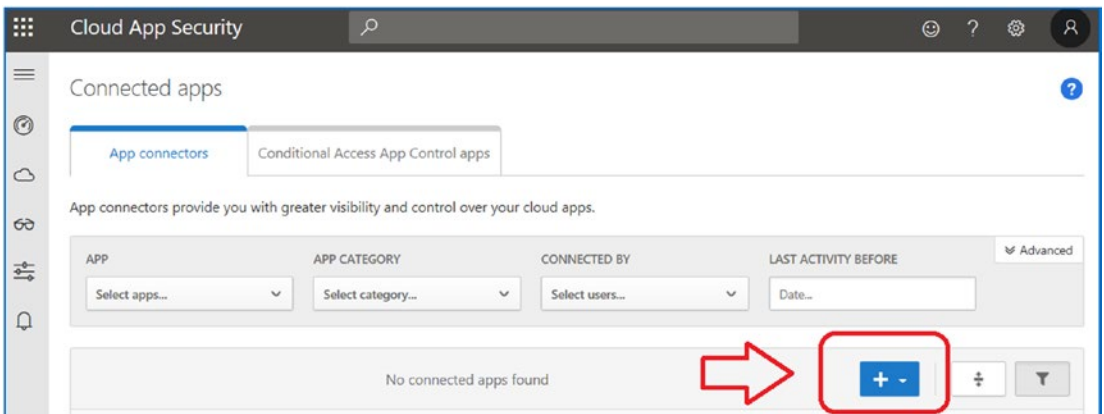 Cloud App Security
?
Connected apps
?
App connectors
Conditional Access App Control apps
App connectors provide you with greater visibility and control over your cloud apps.
Advanced
APP
APP CATEGORY
CONNECTED BY
LAST ACTIVITY BEFORE
Select apps...
Select category...
Select users...
Date...
No connected apps found